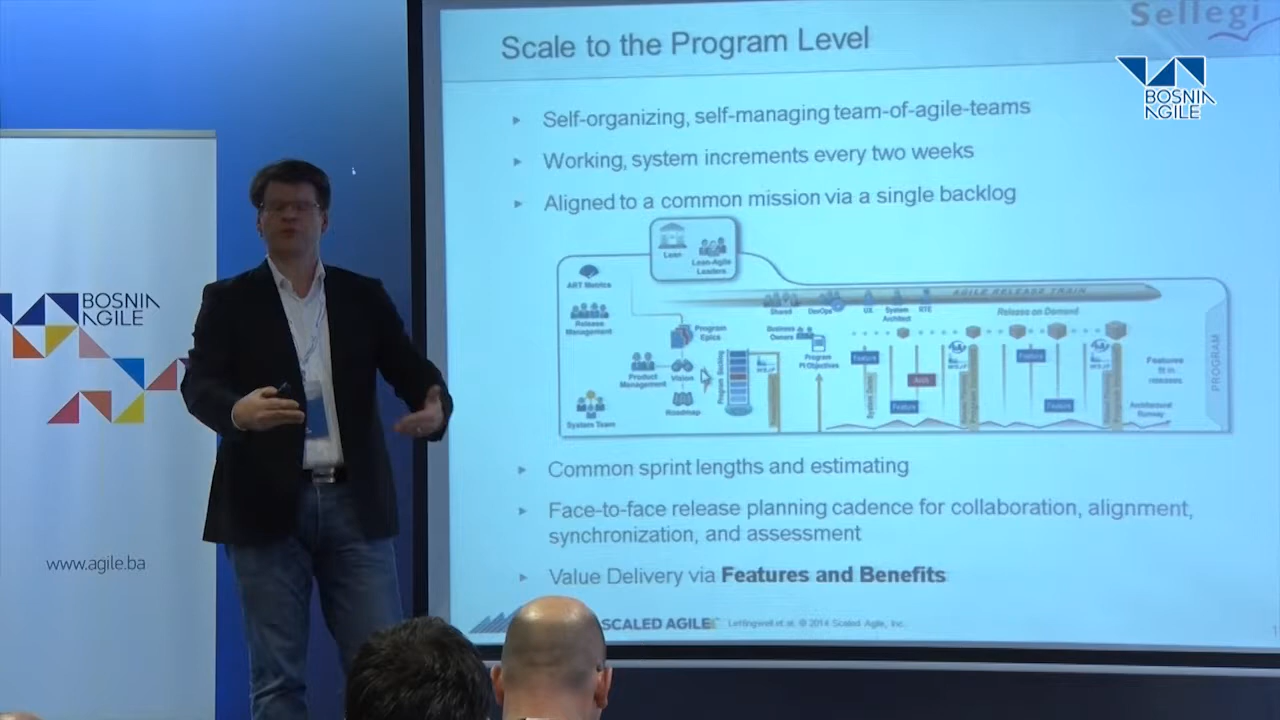 Sellegi
Scale to the Program Level
BOSNIA
AGILE
Self-organizing, self-managing team-of-agile-teams
Working, system increments every two weeks
Aligned to a common mission via a single backlog
Lean
Lean-Agile
Leaders
ART Metrics
AGILE RELEASE TRAIN
Shared
DevOps
UX
System
Architect
RTE
Release on Demand
Release
Management
Program
Epics
Business
Owners
Program
PI Objectives
Product
Management
Vision
Roadmap
Program Backlog
Feature
Arch
Feature
Feature
Feature
Features
fit in
releases
Architectural
Runway
PROGRAM
System Team
BOSNIA
AGILE
www.agile.ba
Common sprint lengths and estimating
Face-to-face release planning cadence for collaboration, alignment,
synchronization, and assessment
Value Delivery via Features and Benefits
SCALED AGILE
Leffingwell et al. © 2014 Scaled Agile, Inc.